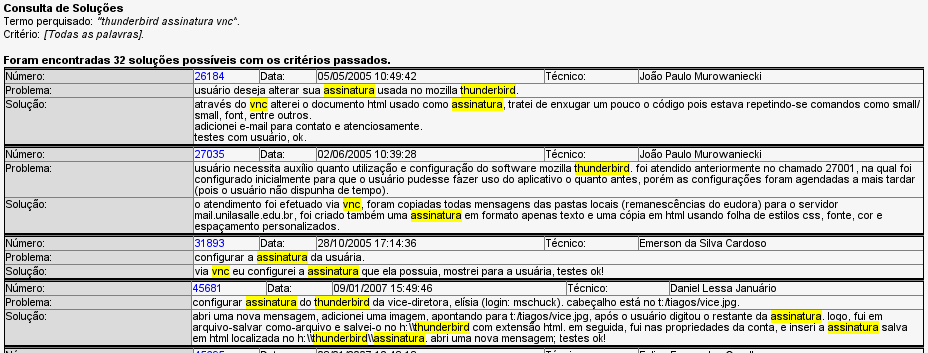 Consulta de Soluções
Termo perquisado: "thunderbird assinatura vnc".
Critério: [Todas as palavras].
Foram encontradas 32 soluções possíveis com os critérios passados.
Número: 26184 Data: 05/05/2005 10:49:42 Técnico: João Paulo Murowaniecki
Problema: usuário deseja alterar sua assinatura usada no mozilla thunderbird.
Solução: através do vnc alterei o documento html usado como assinatura, tratei de enxugar um pouco o código pois estava repetindo-se comandos como small/
small, font, entre outros.
adicionei e-mail para contato e atenciosamente.
testes com usuário, ok.
Número: 27035 Data: 02/06/2005 10:39:28 Técnico: João Paulo Murowaniecki
Problema: usuário necessita auxílio quanto utilização e configuração do software mozilla thunderbird. foi atendido anteriormente no chamado 27001, na qual foi
configurado inicialmente para que o usuário pudesse fazer uso do aplicativo o quanto antes, porém as configurações foram agendadas a mais tardar
(pois o usuário não dispunha de tempo).
Solução: o atendimento foi efetuado via vnc, foram copiadas todas mensagens das pastas locais (remanescências do eudora) para o servidor
mail.unilasalle.edu.br, foi criado também uma assinatura em formato apenas texto e uma cópia em html usando folha de estilos css, fonte, cor e
espaçamento personalizados.
Número: 31893 Data: 28/10/2005 17:14:36 Técnico: Emerson da Silva Cardoso
Problema: configurar a assinatura da usuária.
Solução: via vnc eu configurei a assinatura que ela possuia, mostrei para a usuária, testes ok!
Número: 45681 Data: 09/01/2007 15:49:46 Técnico: Daniel Lessa Januário
Problema: configurar assinatura do thunderbird da vice-diretora, elísia (login: mschuck). cabeçalho está no t:/tiagos/vice.jpg.
Solução: abri uma nova mensagem, adicionei uma imagem, apontando para t:/tiagos/vice.jpg, após o usuário digitou o restante da assinatura. logo, fui em
arquivo-salvar como-arquivo e salvei-o no h:\\thunderbird com extensão html. em seguida, fui nas propriedades da conta, e inseri a assinatura salva
em html localizada no h:\\thunderbird\\assinatura. abri uma nova mensagem; testes ok!